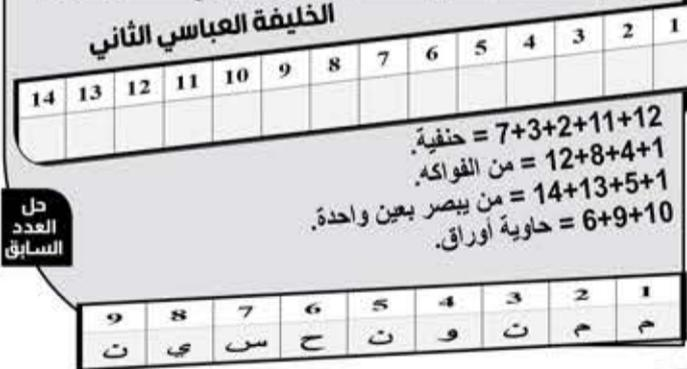 الخليفة العباسي الثاني
1 2 3 4 5 6 7 8 9 10 11 12 13 14
12+11+2+3+7 = حنفية.
1+4+8+12 = من الفواكه.
1+5+13+14 = من يبصر بعين واحدة.
10+9+6 = حاوية أوراق.
حل
العدد
السابق
1 2 3 4 5 6 7 8 9
م م ت و ن ح س ي ت